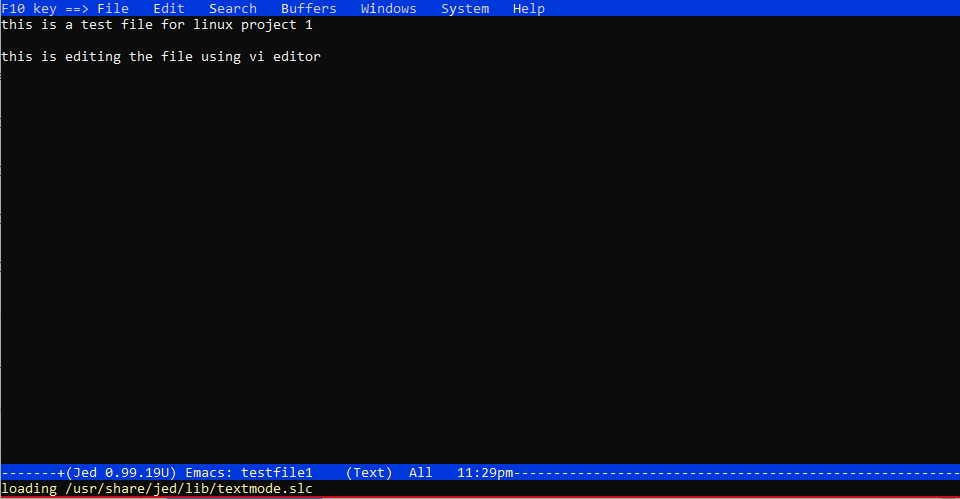 F10 key ==> File   Edit   Search   Buffers   Windows   System   Help
this is a test file for linux project 1
this is editing the file using vi editor
-------+(Jed 0.99.19U) Emacs: testfile1    (Text)  All   11:29pm--------------------------------------------------------
loading /usr/share/jed/lib/textmode.slc